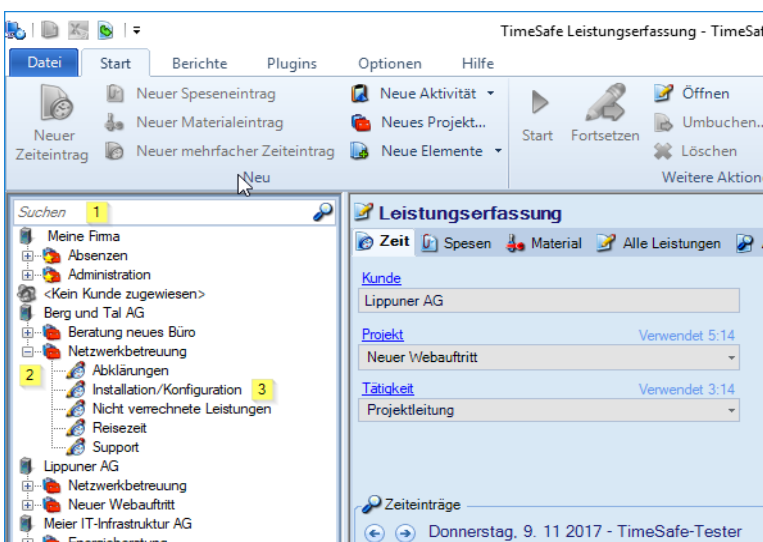 TimeSafe Leistungserfassung - TimeSaf
Datei Start Berichte Plugins Optionen Hilfe
Neuer Zeiteintrag
Neuer Speseneintrag
Neuer Materialeintrag
Neuer mehrfacher Zeiteintrag
Neue Aktivität
Neues Projekt...
Neue Elemente
Neu
Start
Fortsetzen
Öffnen
Umbuchen...
Löschen
Weitere Aktion
Suchen 1
Meine Firma
Absenzen
Administration
<Kein Kunde zugewiesen>
Berg und Tal AG
Beratung neues Büro
Netzwerkbetreuung
2 Abklärungen
Installation/Konfiguration 3
Nicht verrechnete Leistungen
Reisezeit
Support
Lippuner AG
Netzwerkbetreuung
Neuer Webauftritt
Meier IT-Infrastruktur AG
Energieberatung
Leistungserfassung
Zeit Spesen Material Alle Leistungen
Kunde
Lippuner AG
Projekt Verwendet 5:14
Neuer Webauftritt
Tätigkeit Verwendet 3:14
Projektleitung
Zeiteinträge
Donnerstag, 9. 11 2017 - TimeSafe-Tester